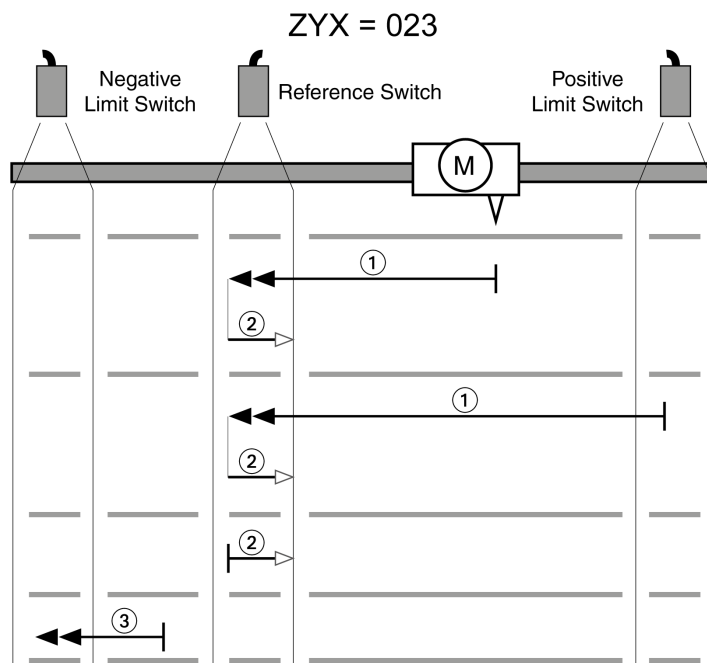 ZYX = 023
Negative
Limit Switch
Reference Switch
Positive
Limit Switch
M
1
2
1
2
2
3